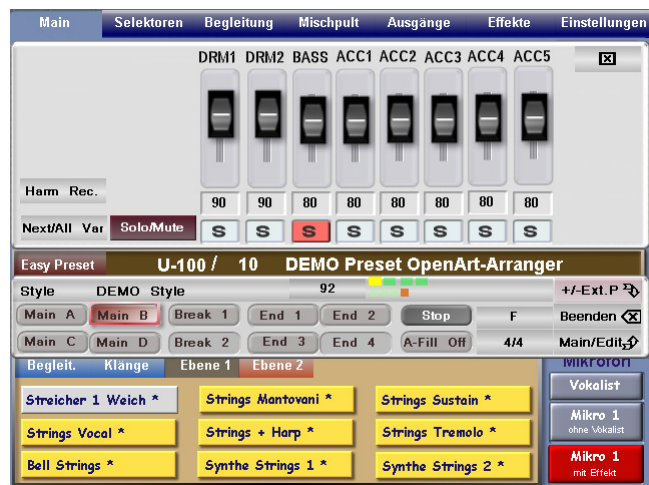 Main Selektoren Begleitung Mischpult Ausgänge Effekte Einstellungen
DRM1 DRM2 BASS ACC1 ACC2 ACC3 ACC4 ACC5
Harm Rec.
90 90 80 80 80 80 80 80
Next/All Var Solo/Mute S S S S S S S S
Easy Preset U-100 / 10 DEMO Preset OpenArt-Arranger
Style DEMO Style 92 +/-Ext.P
Main A Main B Break 1 End 1 End 2 Stop F Beenden
Main C Main D Break 2 End 3 End 4 A-Fill Off 4/4 Main/Edit
Begleit. Klänge Ebene 1 Ebene 2 Mikrofon
Vokalist
Streicher 1 Weich * Strings Mantovani * Strings Sustain *
Mikro 1
ohne Vokalist
Strings Vocal * Strings + Harp * Strings Tremolo *
Mikro 1
mit Effekt
Bell Strings * Synthe Strings 1 * Synthe Strings 2 *